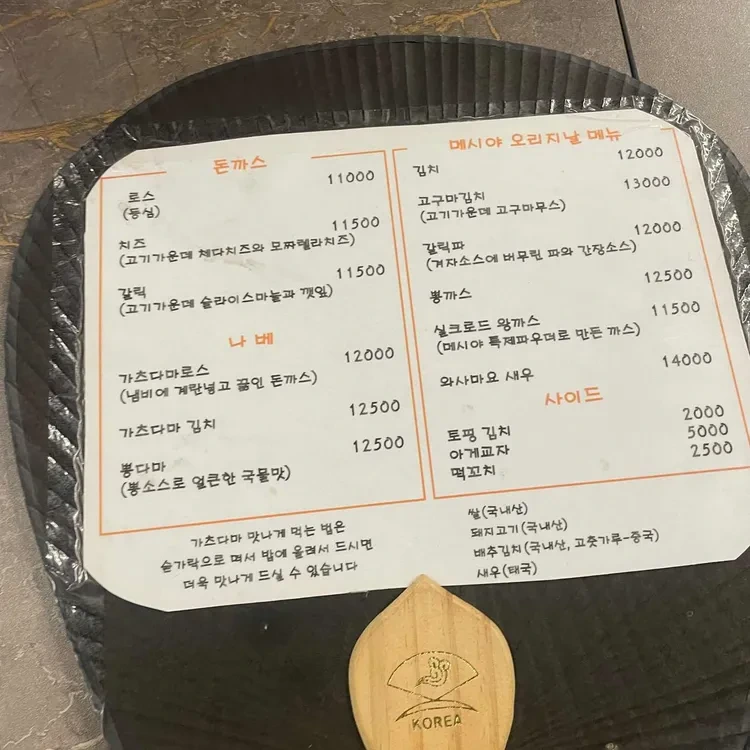 돈까스
로스 11000
(등심)
치즈 11500
(고기가운데 체다치즈와 모짜렐라치즈)
갈릭 11500
(고기가운데 슬라이스마늘과 깻잎)
나베
가츠다마로스 12000
(냄비에 계란넣고 끓인 돈까스)
가츠다마 김치 12500
뽕다마 12500
(뽕소스로 얼큰한 국물맛)
가츠다마 맛나게 먹는 법은
숟가락으로 떠서 밥에 올려서 드시면
더욱 맛나게 드실 수 있습니다
메시야 오리지날 메뉴
김치 12000
고구마김치 13000
(고기가운데 고구마무스)
갈릭파 12000
(겨자소스에 버무린 파와 간장소스)
뽕까스 12500
실크로드 왕까스 11500
(메시야 특제파우더로 만든 까스)
와사마요 새우 14000
사이드
토핑 김치 2000
아게교자 5000
떡꼬치 2500
쌀(국내산)
돼지고기(국내산)
배추김치(국내산, 고춧가루-중국)
새우(태국)
KOREA